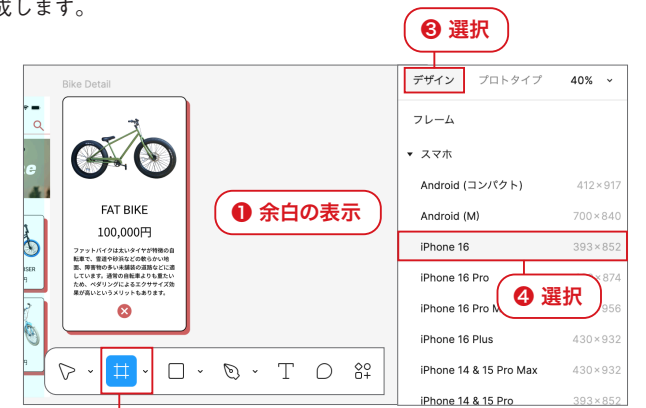 成します。
❸ 選択
Bike Detail
デザイン プロトタイプ 40%
フレーム
スマホ
Android (コンパクト) 412×917
Android (M) 700×840
iPhone 16 393×852
iPhone 16 Pro ×874
❹ 選択
iPhone 16 Pro M 956
iPhone 16 Plus 430×932
iPhone 14 & 15 Pro Max 430×932
iPhone 14 & 15 Pro 393×852
❶ 余白の表示
FAT BIKE
100,000円
ファットバイクは太いタイヤが特徴の自
転車で、雪道や砂浜などの軟らかい地
面、障害物の多い未舗装の道路などに適
しています。通常の自転車よりも重たい
ため、ペダリングによるエクササイズ効
果が高いというメリットもあります。
SER
円